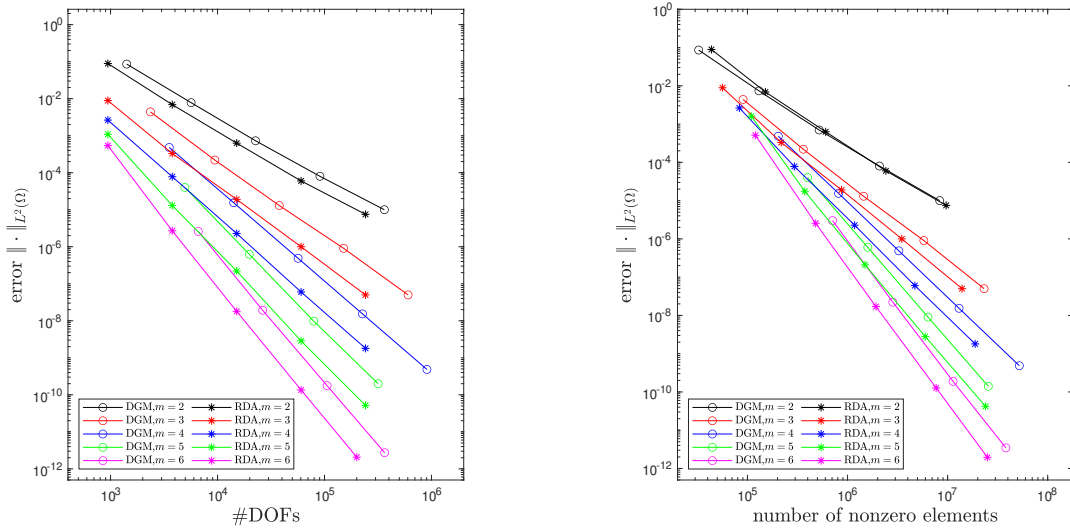 error ‖ · ‖_{L^2(Ω)}
10^0
10^{-2}
10^{-4}
10^{-6}
10^{-8}
10^{-10}
10^{-12}
DGM,m = 2 RDA,m = 2
DGM,m = 3 RDA,m = 3
DGM,m = 4 RDA,m = 4
DGM,m = 5 RDA,m = 5
DGM,m = 6 RDA,m = 6
10^3 10^4 10^5 10^6
#DOFs
error ‖ · ‖_{L^2(Ω)}
10^0
10^{-2}
10^{-4}
10^{-6}
10^{-8}
10^{-10}
10^{-12}
DGM,m = 2 RDA,m = 2
DGM,m = 3 RDA,m = 3
DGM,m = 4 RDA,m = 4
DGM,m = 5 RDA,m = 5
DGM,m = 6 RDA,m = 6
10^5 10^6 10^7 10^8
number of nonzero elements